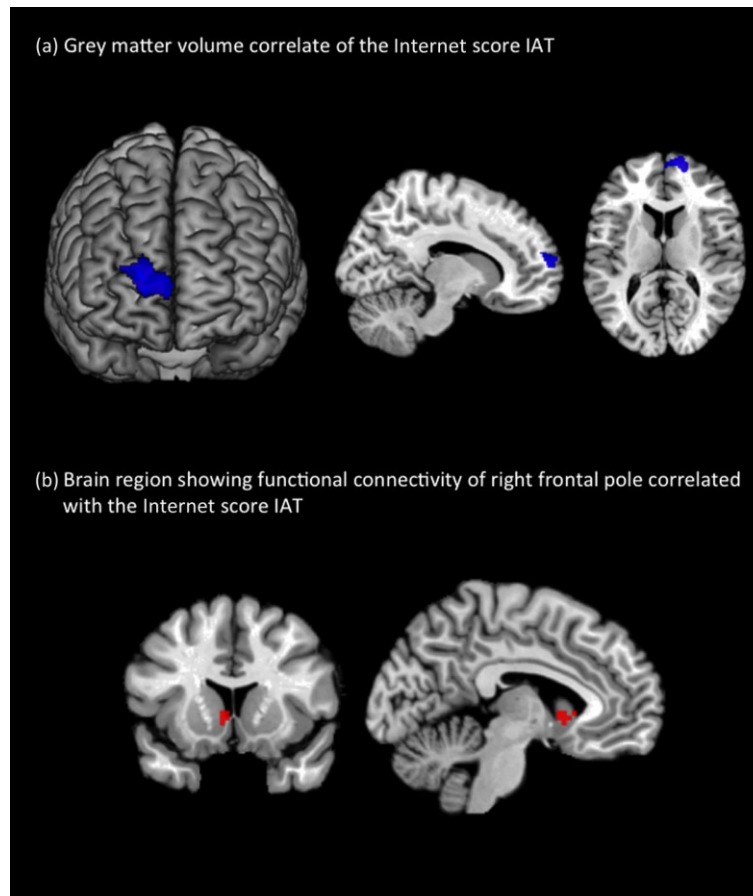 (a) Grey matter volume correlate of the Internet score IAT
(b) Brain region showing functional connectivity of right frontal pole correlated
with the Internet score IAT